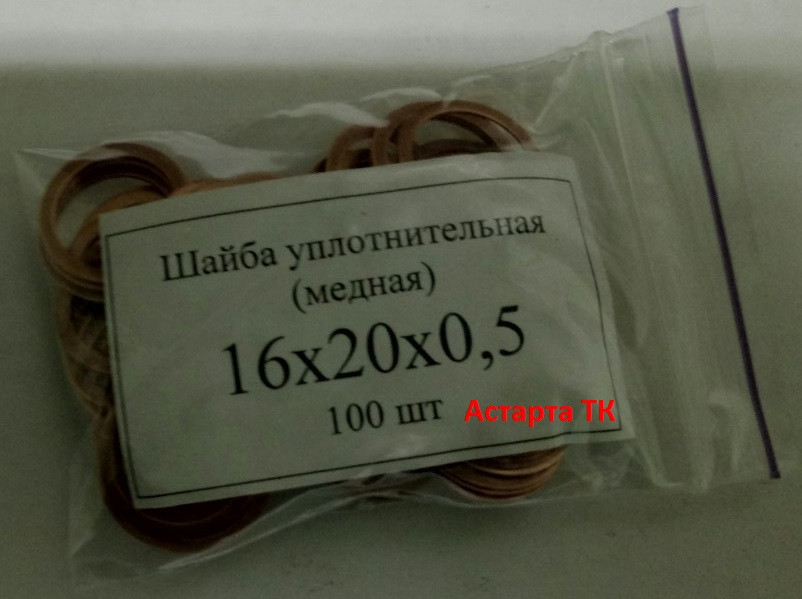 Шайба уплотнительная
(медная)
16х20х0,5
100 шт
Астарта ТК